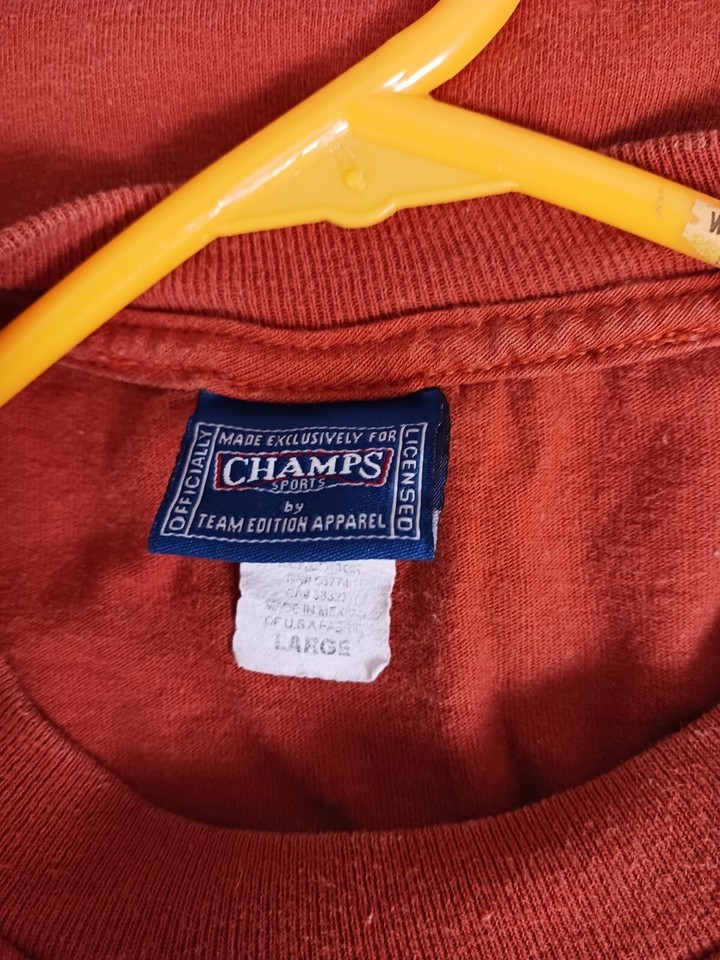 MADE EXCLUSIVELY FOR
OFFICIALLY
LICENSED
CHAMPS
SPORTS
by
TEAM EDITION APPAREL
MADE IN MEXICO
OF U.S.A FABRIC
LARGE
W